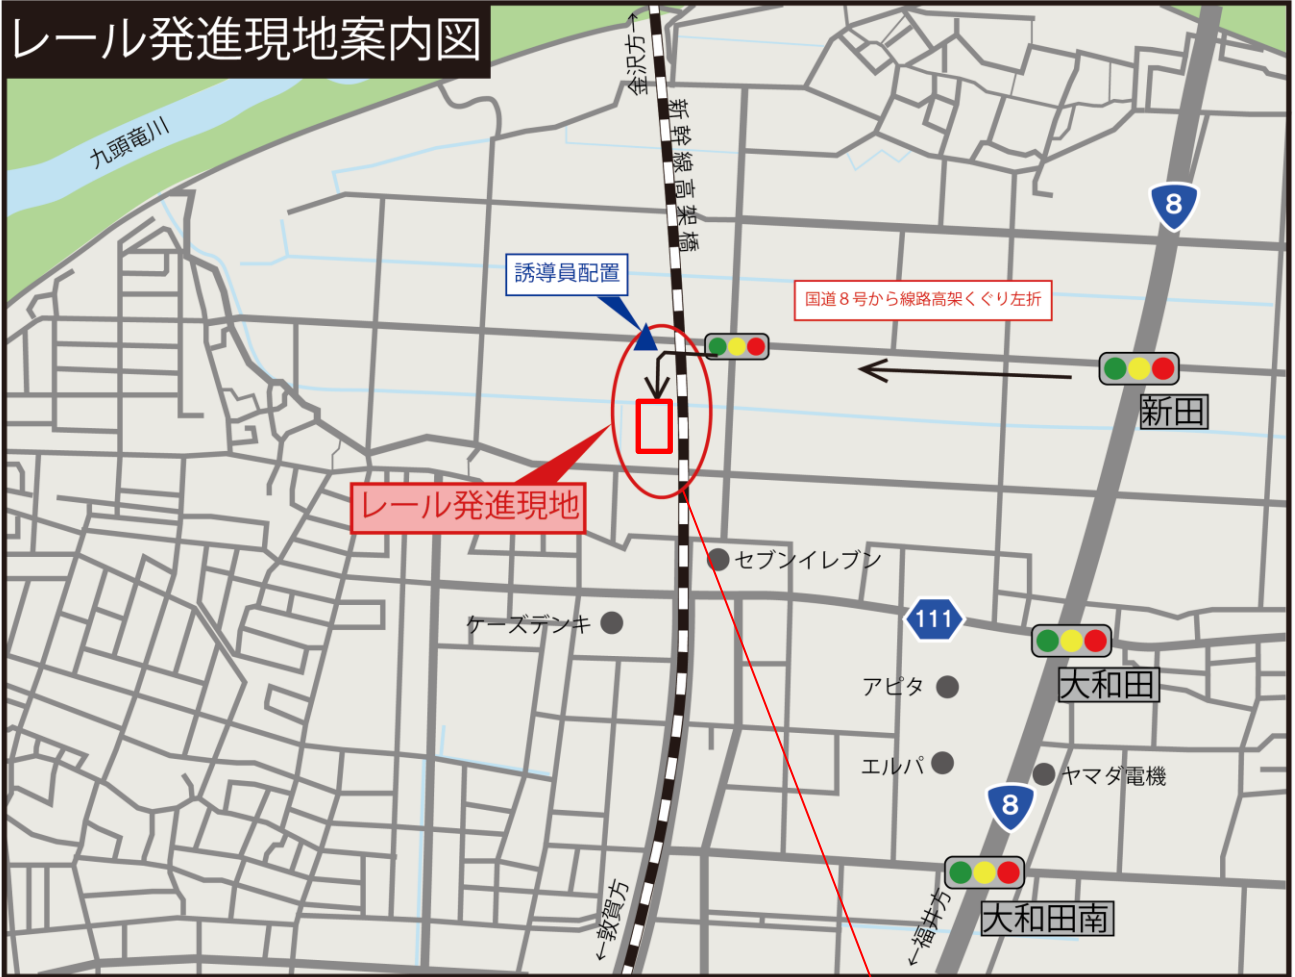 レール発進現地案内図
金沢方→
九頭竜川
新幹線高架橋
8
誘導員配置
国道８号から線路高架くぐり左折
新田
レール発進現地
セブンイレブン
ケーズデンキ
111
大和田
アピタ
エルパ
ヤマダ電機
8
大和田南
←敦賀方
←福井方